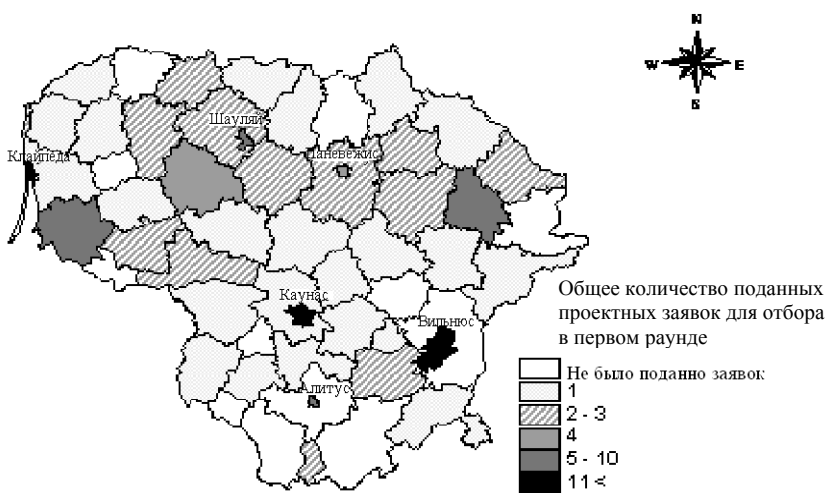 N
W E
S
Шауляй
Клайпеда
Паневежис
Каунас
Вильнюс
Алитус
Общее количество поданных
проектных заявок для отбора
в первом раунде
Не было поданно заявок
1
2 - 3
4
5 - 10
11 <